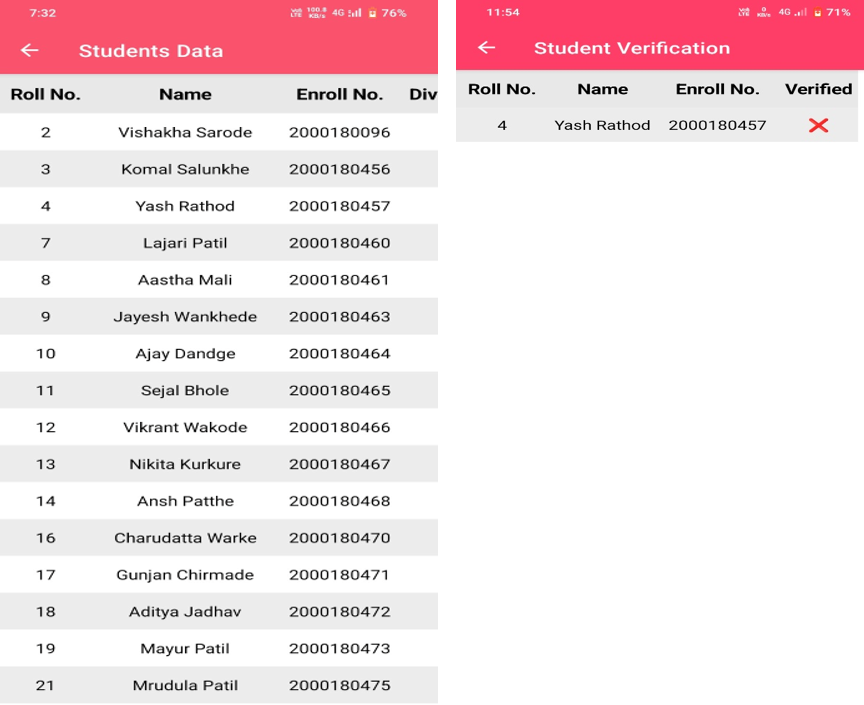 7:32 VoI LTE 100.8 KB/s 4G 76%
Students Data
Roll No. Name Enroll No. Div
2 Vishakha Sarode 2000180096
3 Komal Salunkhe 2000180456
4 Yash Rathod 2000180457
7 Lajari Patil 2000180460
8 Aastha Mali 2000180461
9 Jayesh Wankhede 2000180463
10 Ajay Dandge 2000180464
11 Sejal Bhole 2000180465
12 Vikrant Wakode 2000180466
13 Nikita Kurkure 2000180467
14 Ansh Patthe 2000180468
16 Charudatta Warke 2000180470
17 Gunjan Chirmade 2000180471
18 Aditya Jadhav 2000180472
19 Mayur Patil 2000180473
21 Mrudula Patil 2000180475
11:54 LTE 0 KB/s 4G 71%
Student Verification
Roll No. Name Enroll No. Verified
4 Yash Rathod 2000180457